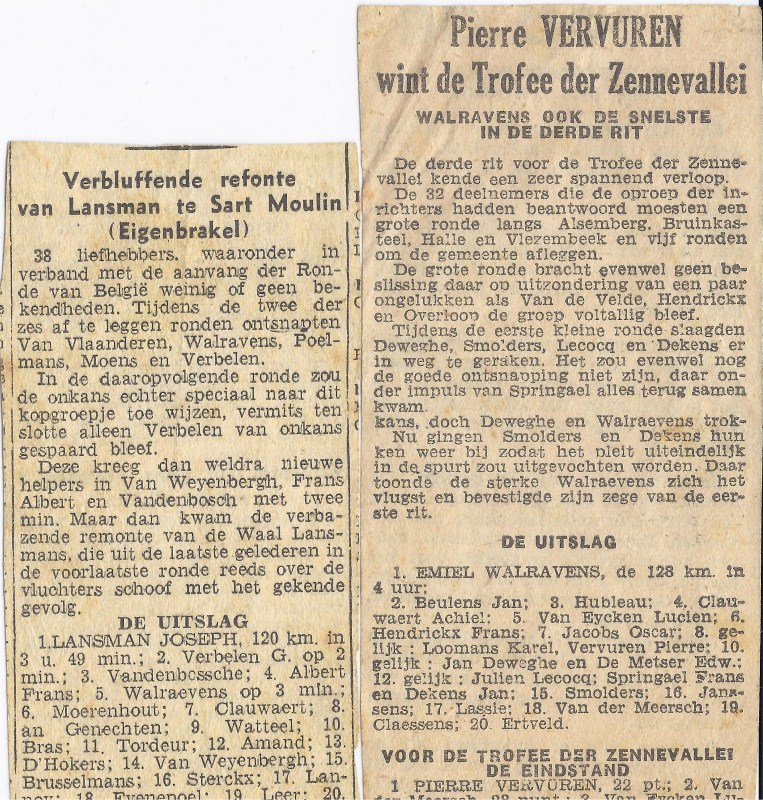 Verbluffende refonte
van Lansman te Sart Moulin
(Eigenbrakel)
38 liefhebbers, waaronder in
verband met de aanvang der Ron-
de van België weinig of geen be-
kendheden. Tijdens de twee der
zes af te leggen ronden ontsnapten
Van Vlaanderen, Walravens, Poel-
mans, Moens en Verbelen.
In de daaropvolgende ronde zou
de onkans echter speciaal naar dit
kopgroepje toe wijzen, vermits ten
slotte alleen Verbelen van onkans
gespaard bleef.
Deze kreeg dan weldra nieuwe
helpers in Van Weyenbergh, Frans
Albert en Vandenbosch met twee
min. Maar dan kwam de verba-
zende remonte van de Waal Lans-
mans, die uit de laatste gelederen in
de voorlaatste ronde reeds over de
vluchters schoof met het gekende
gevolg.
DE UITSLAG
1. LANSMAN JOSEPH, 120 km. in
3 u. 49 min.; 2. Verbelen G. op 2
min.; 3. Vandenbossche; 4. Albert
Frans; 5. Walraevens op 3 min.;
6. Moerenhout; 7. Clauwaert; 8.
an Genechten; 9. Watteel; 10.
Bras; 11. Tordeur; 12. Amand; 13.
D'Hokers; 14. Van Weyenbergh; 15.
Brusselmans; 16. Sterckx; 17. Lan-
18. Evenepoel; 19. Leer; 20.
Pierre VERVUREN
wint de Trofee der Zennevallei
WALRAVENS OOK DE SNELSTE
IN DE DERDE RIT
De derde rit voor de Trofee der Zenne-
vallei kende een zeer spannend verloop.
De 32 deelnemers die de oproep der in-
richters hadden beantwoord moesten een
grote ronde langs Alsemberg, Bruinkas-
teel, Halle en Vlezembeek en vijf ronden
om de gemeente afleggen.
De grote ronde bracht evenwel geen be-
slissing daar op uitzondering van een paar
ongelukken als Van de Velde, Hendrickx
en Overloop de groep voltallig bleef.
Tijdens de eerste kleine ronde slaagden
Deweghe, Smolders, Lecocq en Dekens er
in weg te geraken. Het zou evenwel nog
de goede ontsnapping niet zijn, daar on-
der impuls van Springael alles terug samen
kwam.
kans, doch Deweghe en Walraevens trok-
Nu gingen Smolders en Dekens hun
ken weer bij zodat het pleit uiteindelijk
in de spurt zou uitgevochten worden. Daar
toonde de sterke Walraevens zich het
vlugst en bevestigde zijn zege van de eer-
ste rit.
DE UITSLAG
1. EMIEL WALRAVENS, de 128 km. in
4 uur;
2. Beulens Jan; 3. Hubleau; 4. Clau-
waert Achiel; 5. Van Eycken Lucien; 6.
Hendrickx Frans; 7. Jacobs Oscar; 8. ge-
lijk : Loomans Karel, Vervuren Pierre; 10.
gelijk : Jan Deweghe en De Metser Edw.;
12. gelijk : Julien Lecocq; Springael Frans
en Dekens Jan; 15. Smolders; 16. Jans-
sens; 17. Lassie; 18. Van der Meersch; 19.
Claessens; 20. Ertveld.
VOOR DE TROFEE DER ZENNEVALLEI
DE EINDSTAND
1 PIERRE VERVUREN, 22 pt.; 2. Van